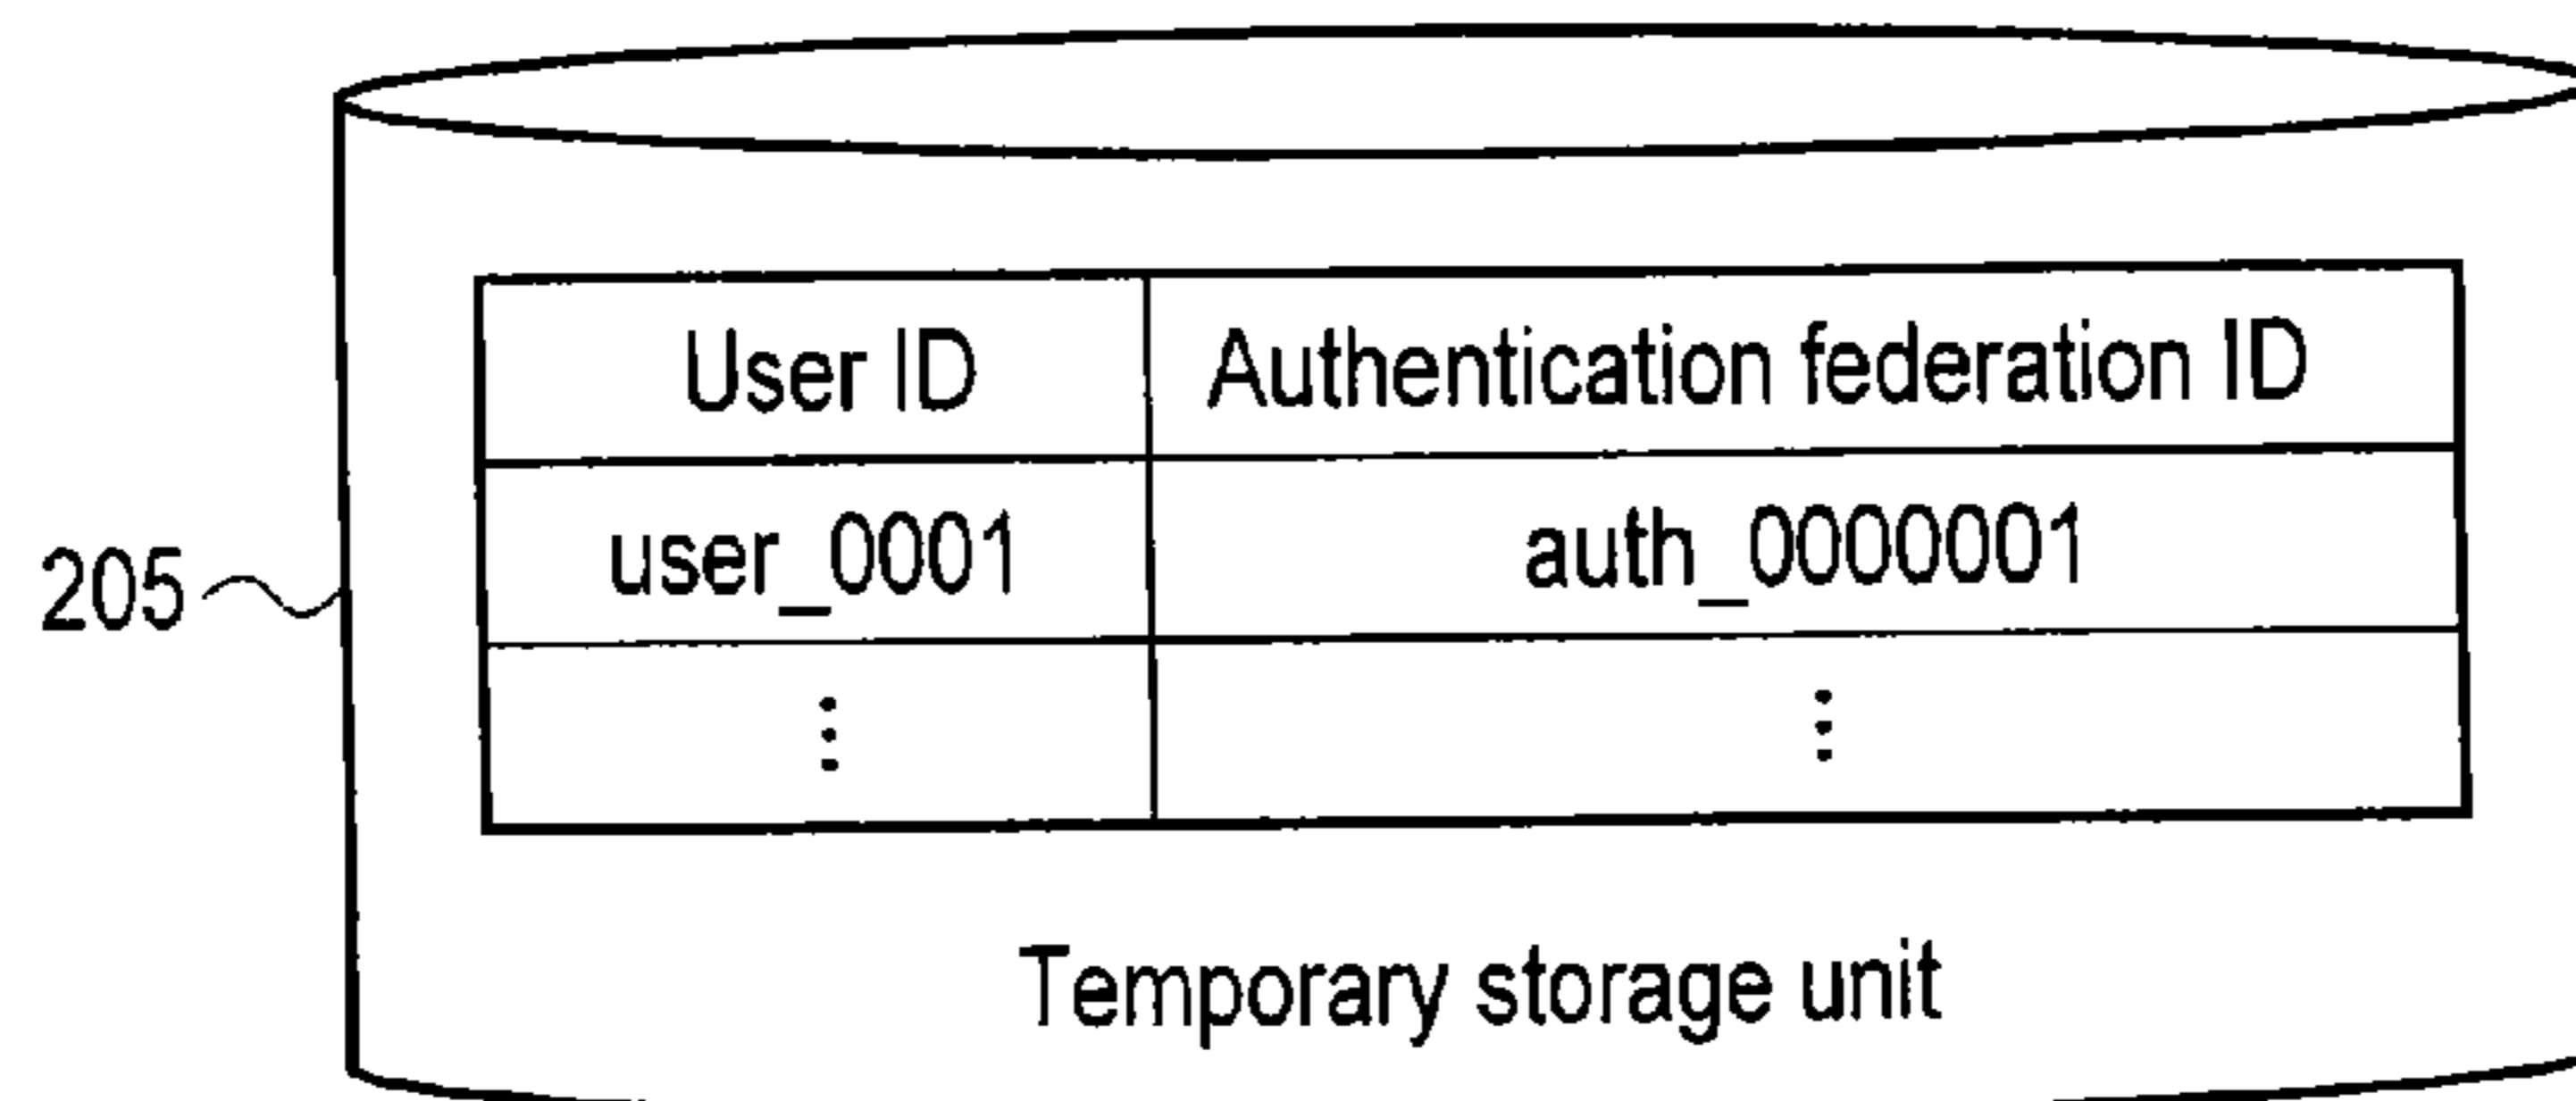 User ID Authentication federation ID
205 user_0001 auth_0000001
Temporary storage unit